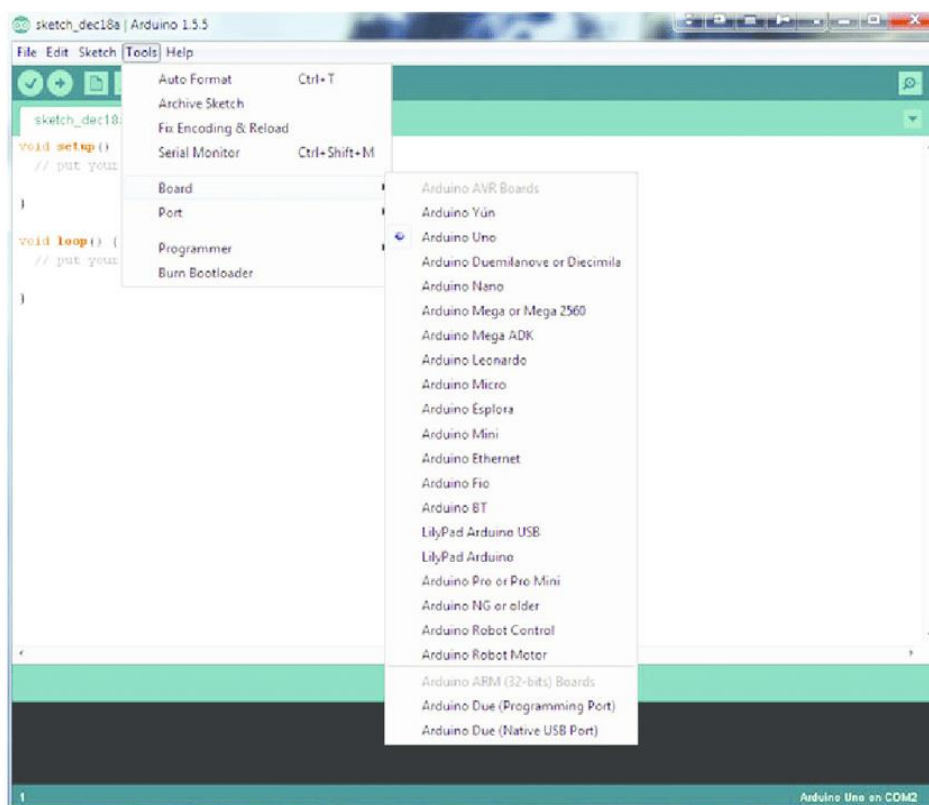 sketch_dec18a | Arduino 1.5.5
File Edit Sketch Tools Help
sketch_dec18
void setup()
// put your
}
void loop() {
// put your
}
Auto Format Ctrl+T
Archive Sketch
Fix Encoding & Reload
Serial Monitor Ctrl+Shift+M
Board
Port
Programmer
Burn Bootloader
Arduino AVR Boards
Arduino Yún
Arduino Uno
Arduino Duemilanove or Diecimila
Arduino Nano
Arduino Mega or Mega 2560
Arduino Mega ADK
Arduino Leonardo
Arduino Micro
Arduino Esplora
Arduino Mini
Arduino Ethernet
Arduino Fio
Arduino BT
LilyPad Arduino USB
LilyPad Arduino
Arduino Pro or Pro Mini
Arduino NG or older
Arduino Robot Control
Arduino Robot Motor
Arduino ARM (32-bits) Boards
Arduino Due (Programming Port)
Arduino Due (Native USB Port)
1
Arduino Uno on COM2